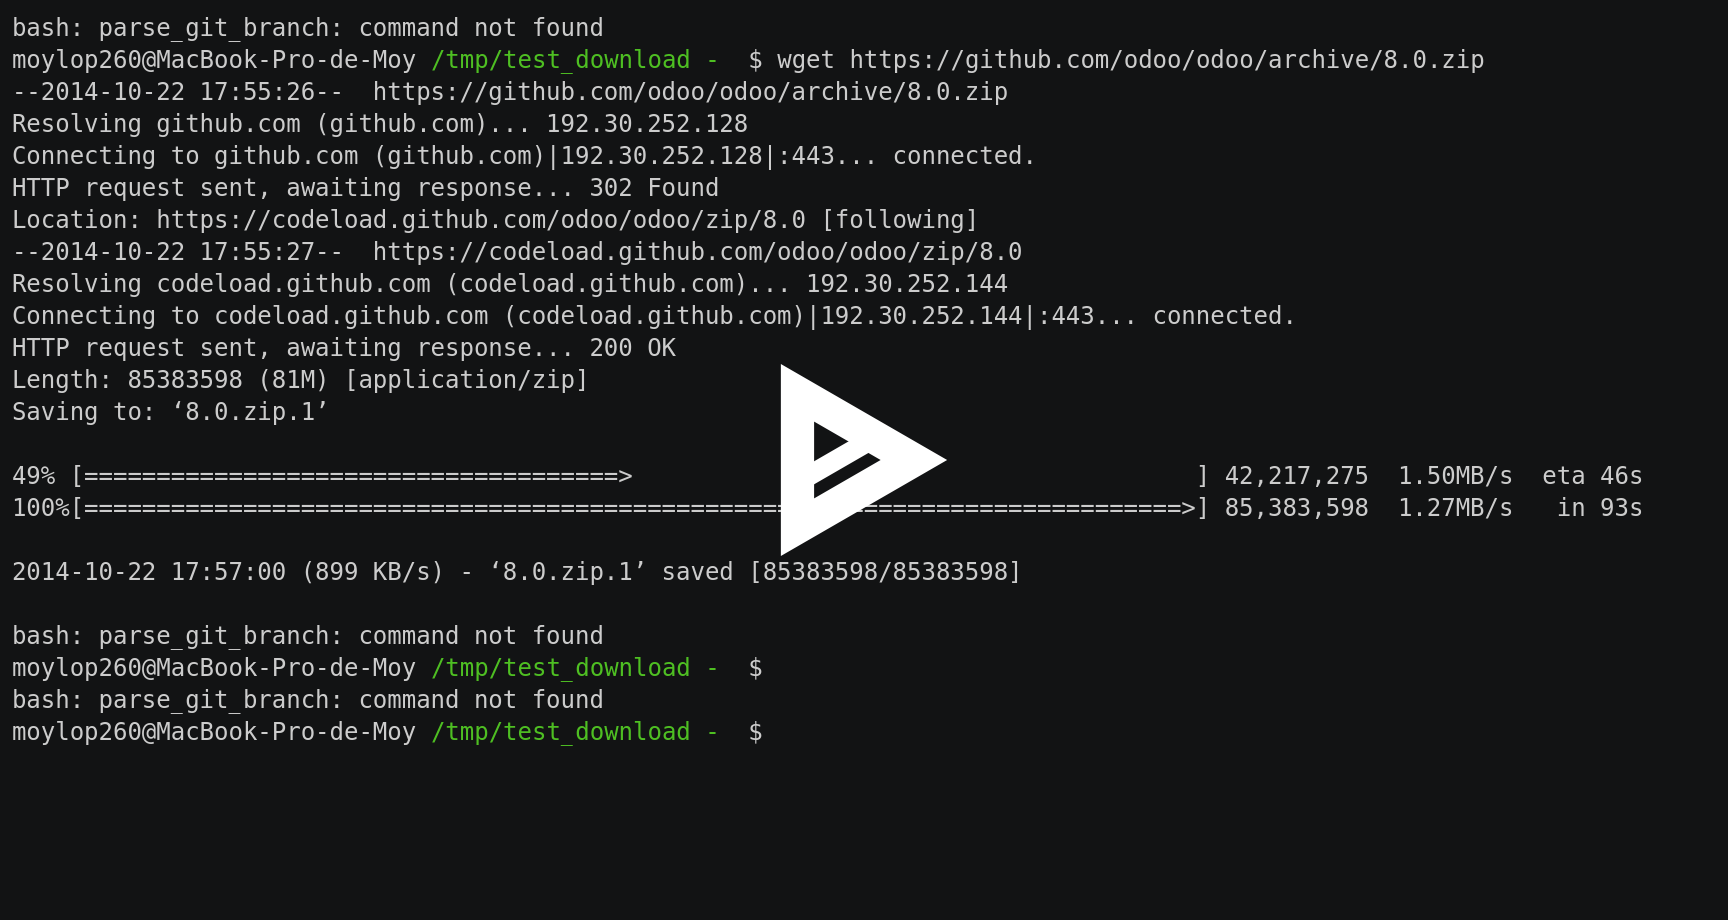 bash: parse_git_branch: command not found
moylop260@MacBook-Pro-de-Moy /tmp/test_download -  $ wget https://github.com/odoo/odoo/archive/8.0.zip
--2014-10-22 17:55:26--  https://github.com/odoo/odoo/archive/8.0.zip
Resolving github.com (github.com)... 192.30.252.128
Connecting to github.com (github.com)|192.30.252.128|:443... connected.
HTTP request sent, awaiting response... 302 Found
Location: https://codeload.github.com/odoo/odoo/zip/8.0 [following]
--2014-10-22 17:55:27--  https://codeload.github.com/odoo/odoo/zip/8.0
Resolving codeload.github.com (codeload.github.com)... 192.30.252.144
Connecting to codeload.github.com (codeload.github.com)|192.30.252.144|:443... connected.
HTTP request sent, awaiting response... 200 OK
Length: 85383598 (81M) [application/zip]
Saving to: ‘8.0.zip.1’
49% [=====================================>                                       ] 42,217,275  1.50MB/s  eta 46s
100%[============================================================================>] 85,383,598  1.27MB/s   in 93s
2014-10-22 17:57:00 (899 KB/s) - ‘8.0.zip.1’ saved [85383598/85383598]
bash: parse_git_branch: command not found
moylop260@MacBook-Pro-de-Moy /tmp/test_download -  $
bash: parse_git_branch: command not found
moylop260@MacBook-Pro-de-Moy /tmp/test_download -  $